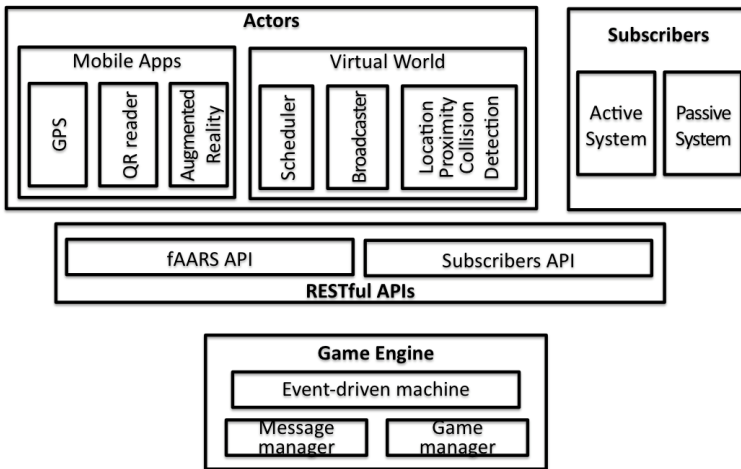 Actors
Mobile Apps
GPS
QR reader
Augmented
Reality
Virtual World
Scheduler
Broadcaster
Location
Proximity
Collision
Detection
Subscribers
Active
System
Passive
System
fAARS API
Subscribers API
RESTful APIs
Game Engine
Event-driven machine
Message
manager
Game
manager